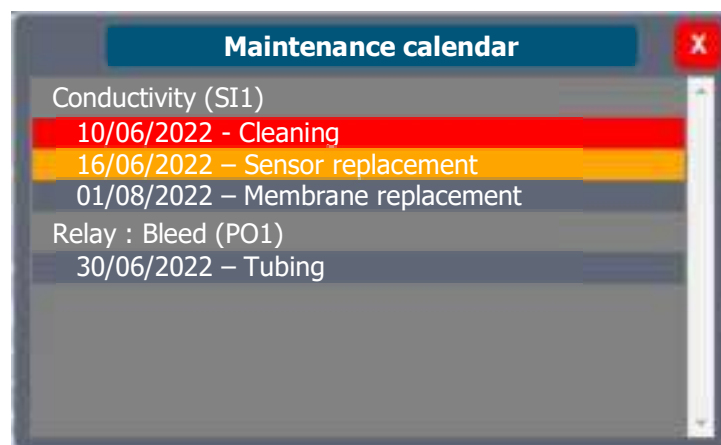 Maintenance calendar
X
Conductivity (SI1)
10/06/2022 - Cleaning
16/06/2022 – Sensor replacement
01/08/2022 – Membrane replacement
Relay : Bleed (PO1)
30/06/2022 – Tubing